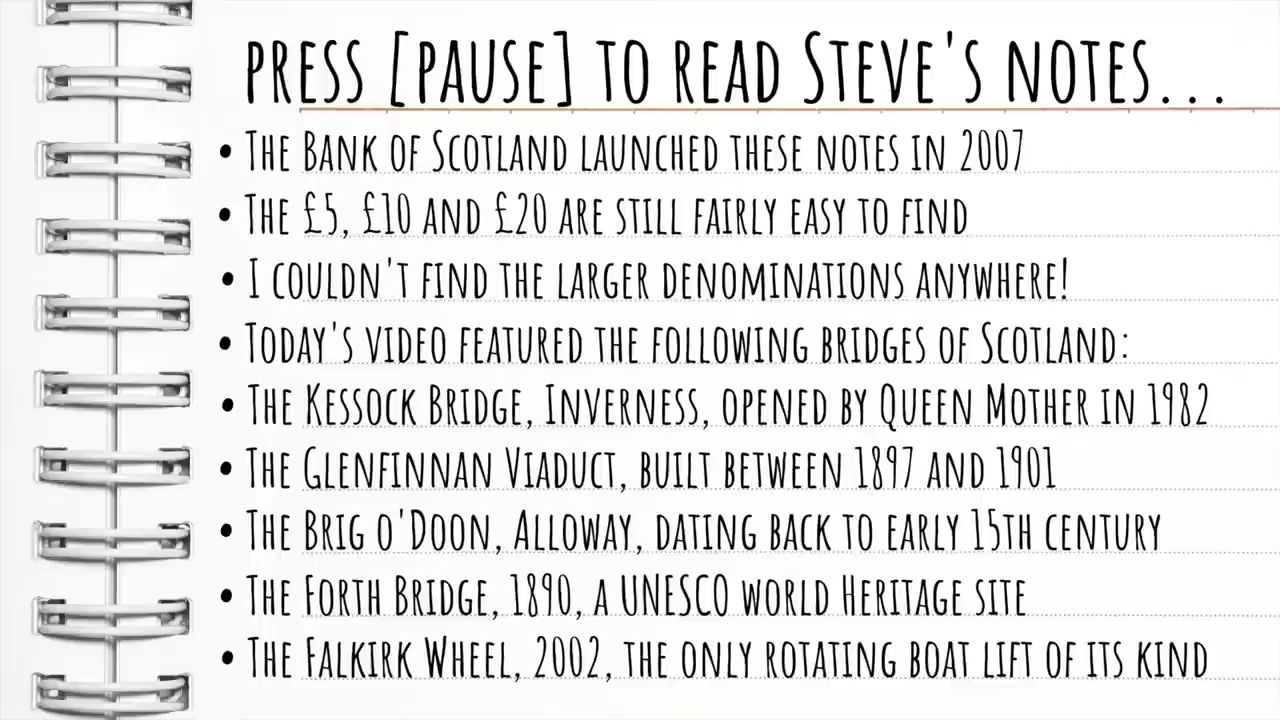 PRESS [PAUSE] TO READ STEVE'S NOTES...
• THE BANK OF SCOTLAND LAUNCHED THESE NOTES IN 2007
• THE £5, £10 AND £20 ARE STILL FAIRLY EASY TO FIND
• I COULDN'T FIND THE LARGER DENOMINATIONS ANYWHERE!
• TODAY'S VIDEO FEATURED THE FOLLOWING BRIDGES OF SCOTLAND:
• THE KESSOCK BRIDGE, INVERNESS, OPENED BY QUEEN MOTHER IN 1982
• THE GLENFINNAN VIADUCT, BUILT BETWEEN 1897 AND 1901
• THE BRIG O'DOON, ALLOWAY, DATING BACK TO EARLY 15TH CENTURY
• THE FORTH BRIDGE, 1890, A UNESCO WORLD HERITAGE SITE
• THE FALKIRK WHEEL, 2002, THE ONLY ROTATING BOAT LIFT OF ITS KIND